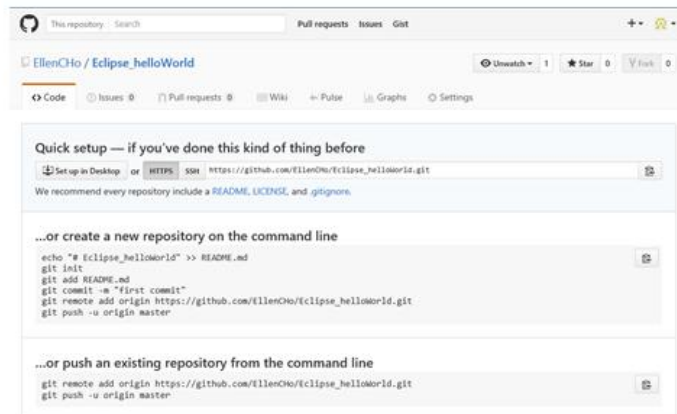 This repository Search Pull requests Issues Gist
EllenCHo / Eclipse_helloWorld Unwatch 1 Star 0 Fork 0
Code Issues 0 Pull requests 0 Wiki Pulse Graphs Settings
Quick setup — if you've done this kind of thing before
Set up in Desktop or HTTPS SSH https://github.com/EllenCHo/Eclipse_helloWorld.git
We recommend every repository include a README, LICENSE, and .gitignore.
...or create a new repository on the command line
echo "# Eclipse_helloWorld" >> README.md
git init
git add README.md
git commit -m "first commit"
git remote add origin https://github.com/EllenCHo/Eclipse_helloWorld.git
git push -u origin master
...or push an existing repository from the command line
git remote add origin https://github.com/EllenCHo/Eclipse_helloWorld.git
git push -u origin master